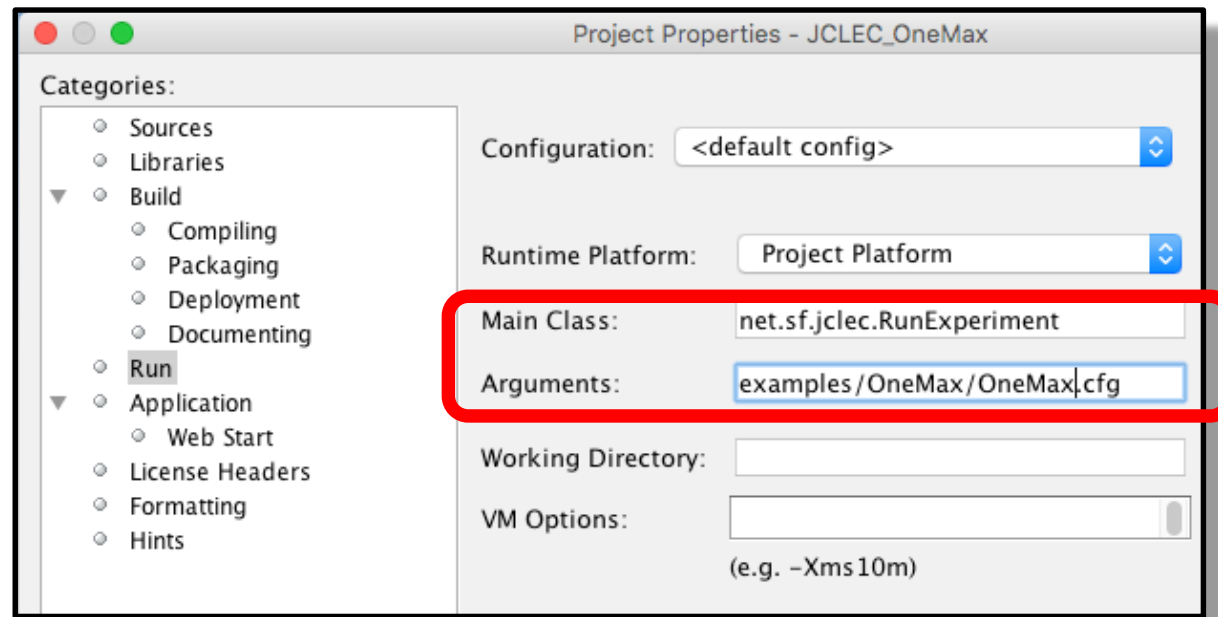 Project Properties - JCLEC_OneMax
Categories:
Sources
Libraries
Build
Compiling
Packaging
Deployment
Documenting
Run
Application
Web Start
License Headers
Formatting
Hints
Configuration: <default config>
Runtime Platform: Project Platform
Main Class: net.sf.jclec.RunExperiment
Arguments: examples/OneMax/OneMax.cfg
Working Directory:
VM Options:
(e.g. -Xms10m)